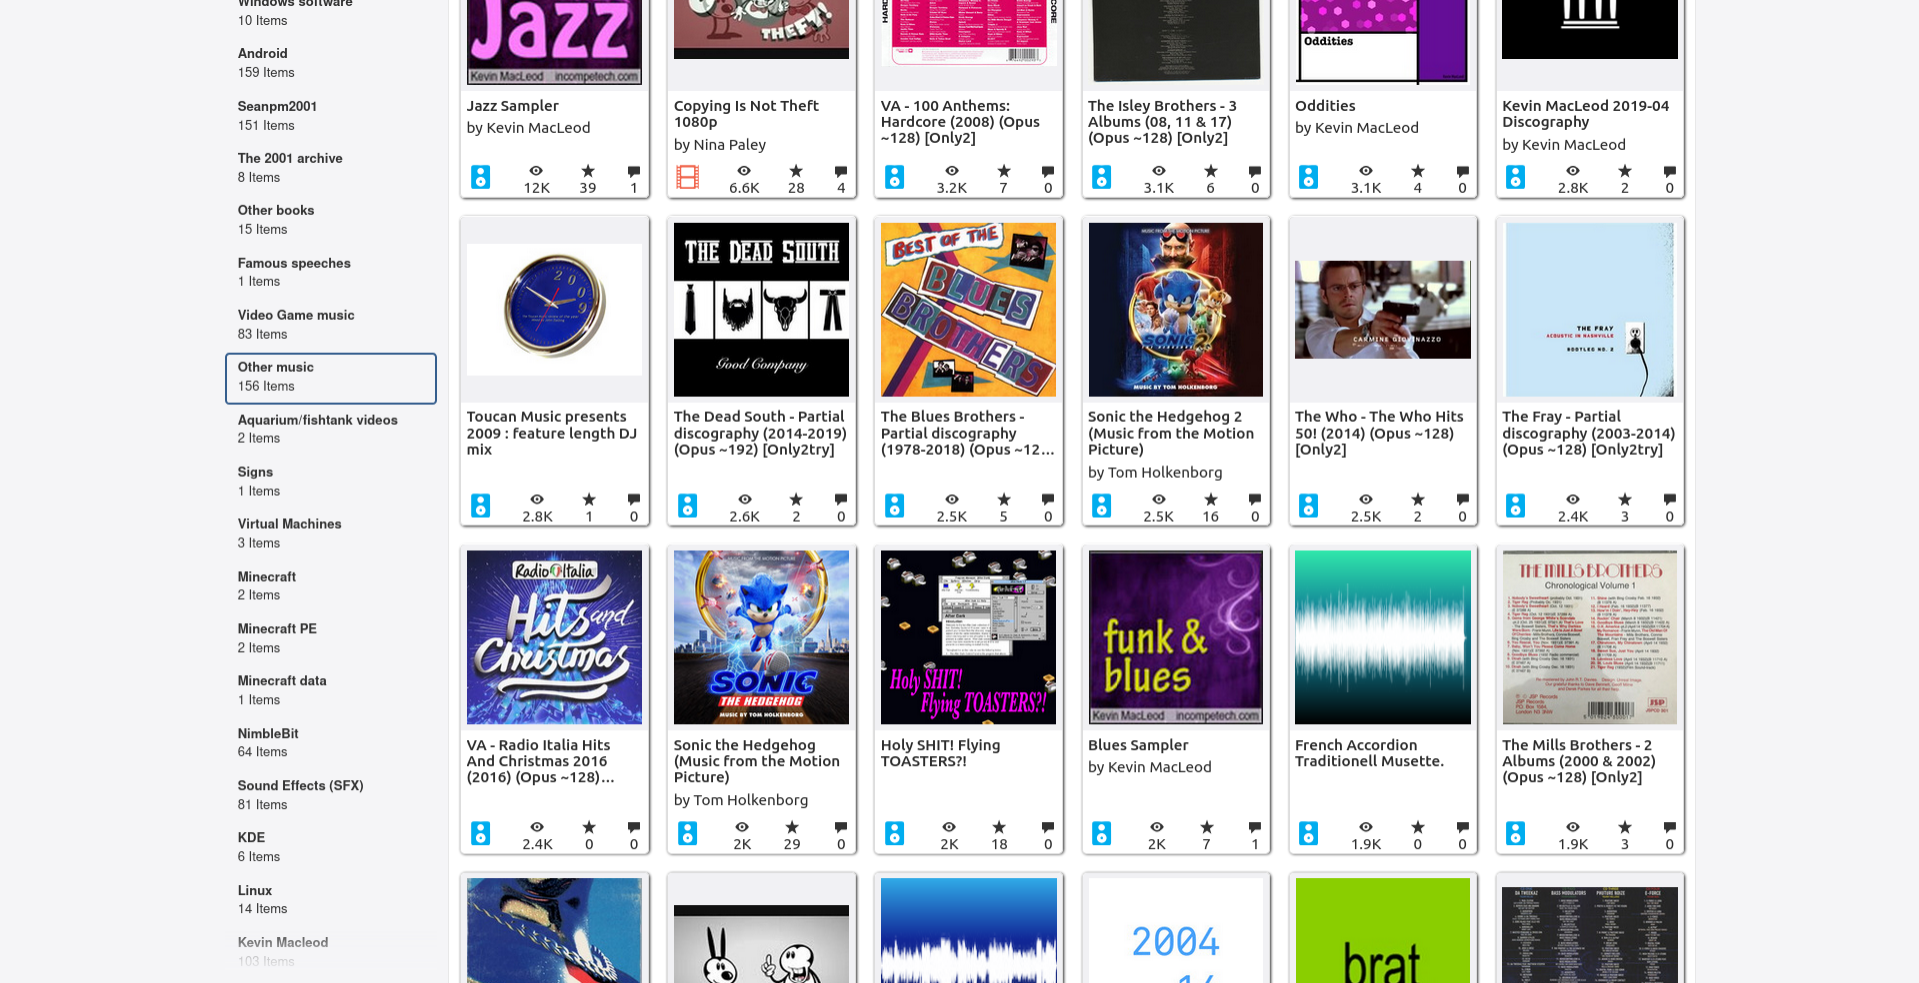 Windows software
10 Items
Android
159 Items
Seanpm2001
151 Items
The 2001 archive
8 Items
Other books
15 Items
Famous speeches
1 Items
Video Game music
83 Items
Other music
156 Items
Aquarium/fishtank videos
2 Items
Signs
1 Items
Virtual Machines
3 Items
Minecraft
2 Items
Minecraft PE
2 Items
Minecraft data
1 Items
NimbleBit
64 Items
Sound Effects (SFX)
81 Items
KDE
6 Items
Linux
14 Items
Kevin Macleod
103 Items
Jazz
Kevin MacLeod incompetech.com
Jazz Sampler
by Kevin MacLeod
12K 39 1
THEFT!
Copying Is Not Theft
1080p
by Nina Paley
6.6K 28 4
VA - 100 Anthems:
Hardcore (2008) (Opus
~128) [Only2]
3.2K 7 0
The Isley Brothers - 3
Albums (08, 11 & 17)
(Opus ~128) [Only2]
3.1K 6 0
Oddities
Oddities
by Kevin MacLeod
3.1K 4 0
Kevin MacLeod 2019-04
Discography
by Kevin MacLeod
2.8K 2 0
2009
Toucan Music presents
2009 : feature length DJ
mix
2.8K 1 0
THE DEAD SOUTH
Good Company
The Dead South - Partial
discography (2014-2019)
(Opus ~192) [Only2try]
2.6K 2 0
BEST OF THE
BLUES
BROTHERS
The Blues Brothers -
Partial discography
(1978-2018) (Opus ~12...
2.5K 5 0
MUSIC FROM THE MOTION PICTURE
SONIC 2
MUSIC BY TOM HOLKENBORG
Sonic the Hedgehog 2
(Music from the Motion
Picture)
by Tom Holkenborg
2.5K 16 0
CARMINE GIOVINAZZO
The Who - The Who Hits
50! (2014) (Opus ~128)
[Only2]
2.5K 2 0
THE FRAY
ACOUSTIC IN NASHVILLE
BOOTLEG NO. 2
The Fray - Partial
discography (2003-2014)
(Opus ~128) [Only2try]
2.4K 3 0
Radio Italia
Hits and
Christmas
VA - Radio Italia Hits
And Christmas 2016
(2016) (Opus ~128)...
2.4K 0 0
MUSIC FROM THE MOTION PICTURE
SONIC
THE HEDGEHOG
MUSIC BY TOM HOLKENBORG
Sonic the Hedgehog
(Music from the Motion
Picture)
by Tom Holkenborg
2K 29 0
Holy SHIT!
Flying TOASTERS?!
Holy SHIT! Flying
TOASTERS?!
2K 18 0
funk &
blues
Kevin MacLeod incompetech.com
Blues Sampler
by Kevin MacLeod
2K 7 1
French Accordion
Traditionell Musette.
1.9K 0 0
THE MILLS BROTHERS
Chronological Volume 1
JSP Records
JSP
The Mills Brothers - 2
Albums (2000 & 2002)
(Opus ~128) [Only2]
1.9K 3 0
2004
brat
DA TWEEKAZ BASS MODULATORS